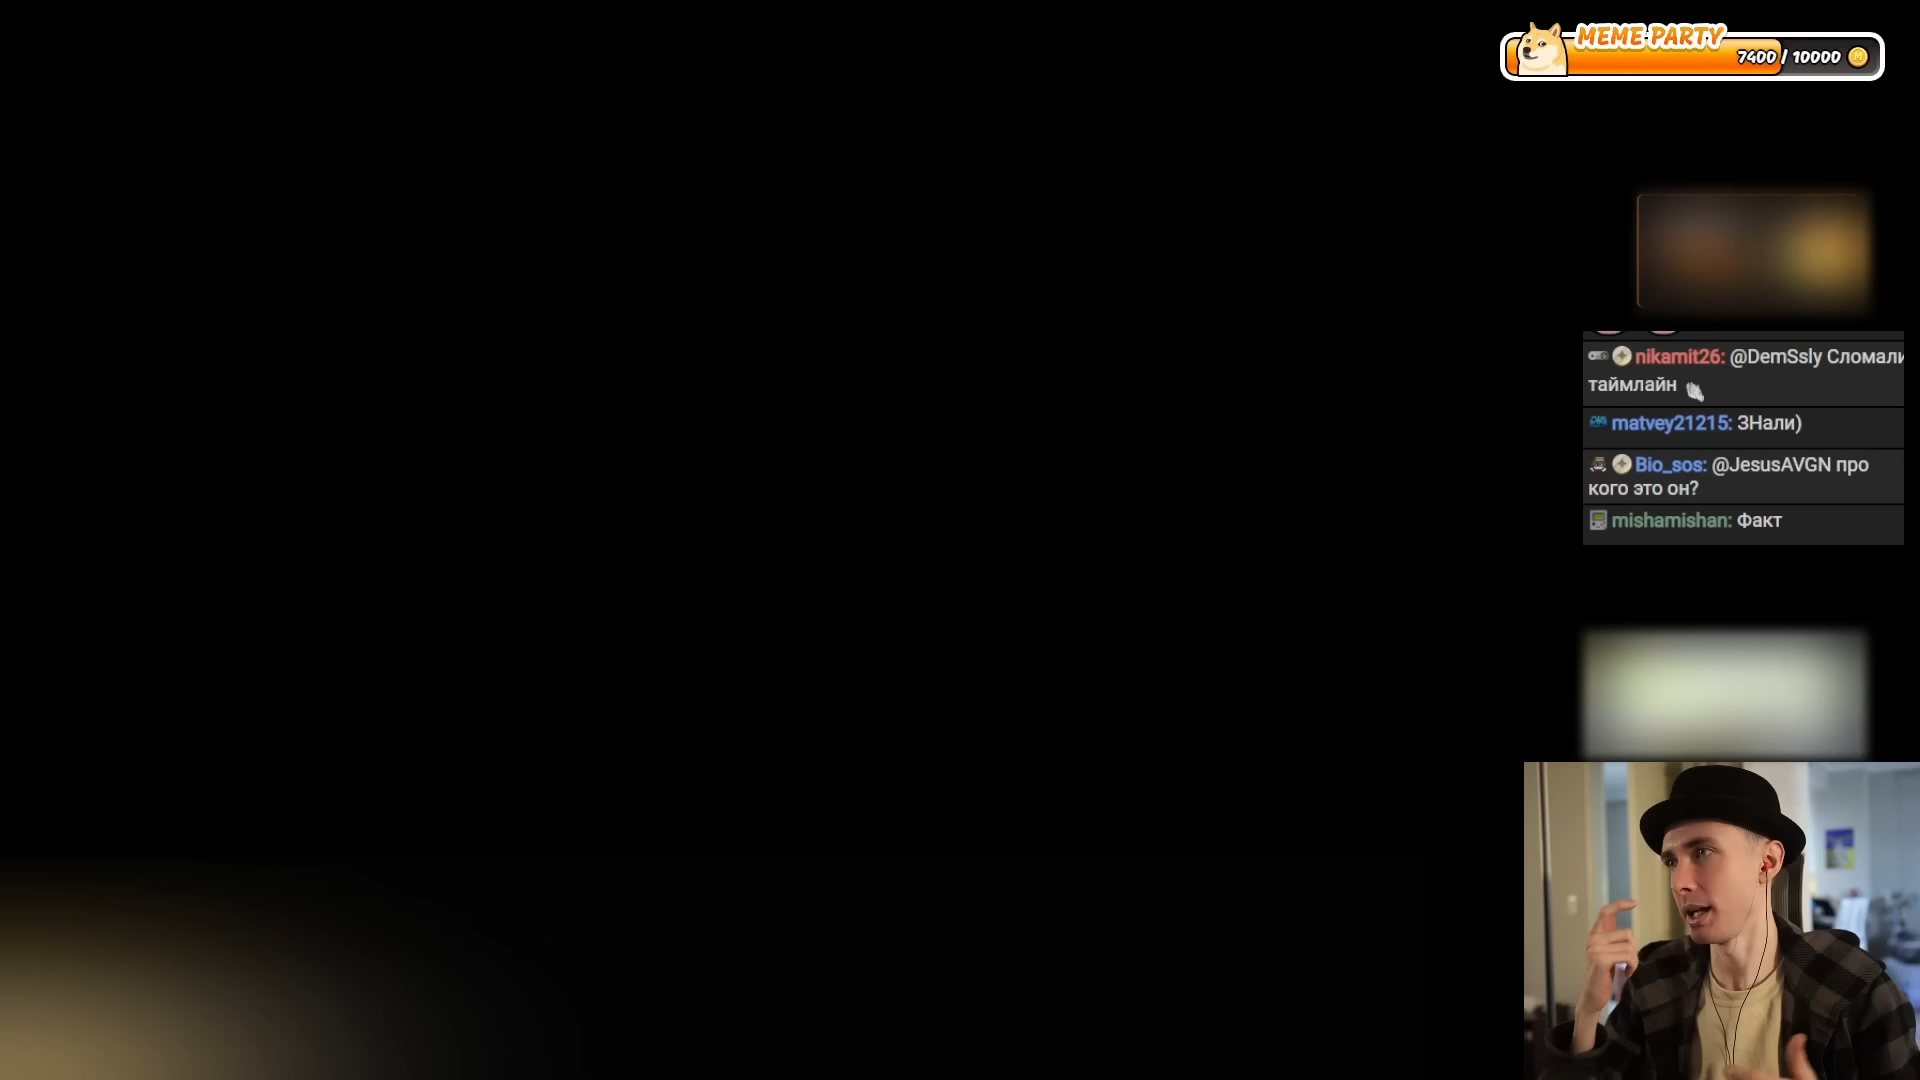 MEME PARTY
7400 / 10000
nikamit26: @DemSsly Сломали
таймлайн
matvey21215: ЗНали)
Bio_sos: @JesusAVGN про
кого это он?
mishamishan: Факт